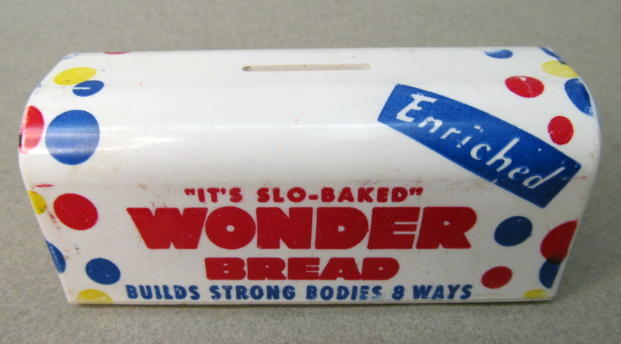 Enriched
"IT'S SLO-BAKED"
WONDER
BREAD
BUILDS STRONG BODIES 8 WAYS